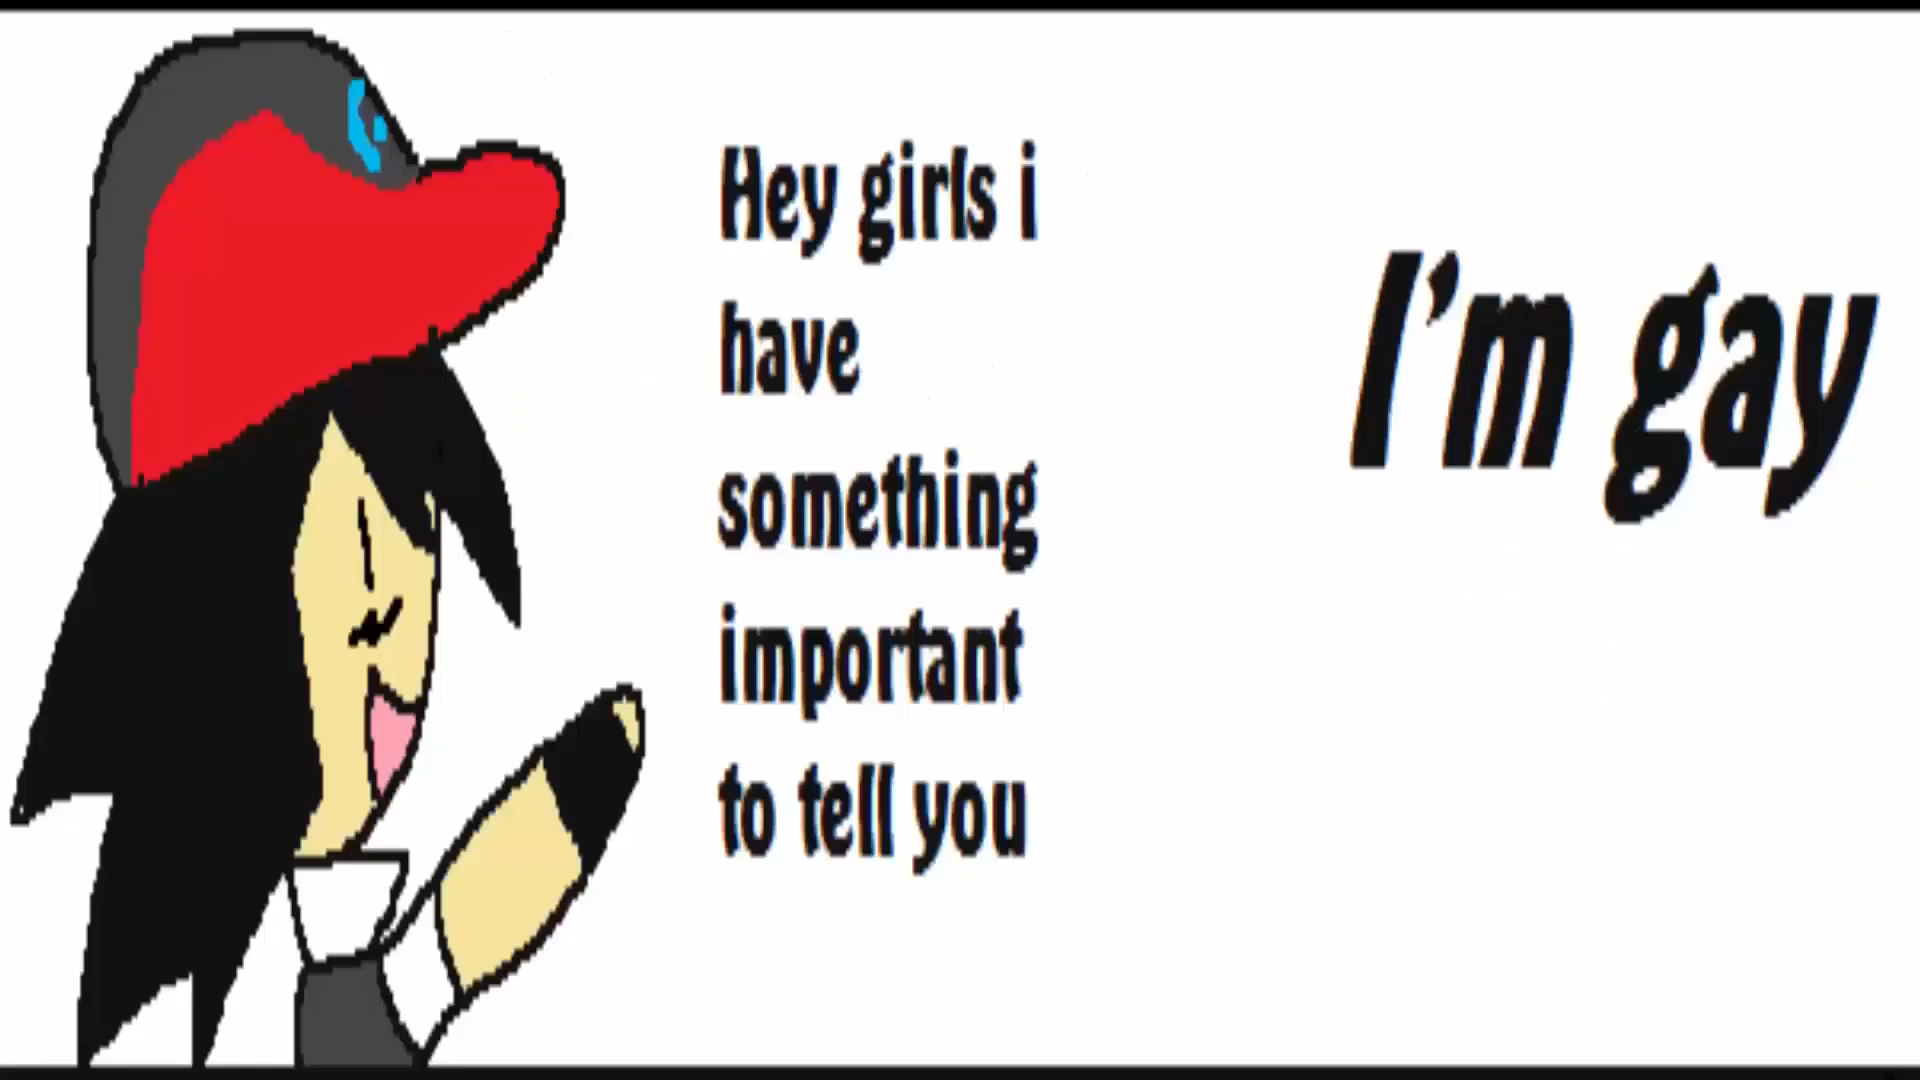 Hey girls i
have
something
important
to tell you
I'm gay